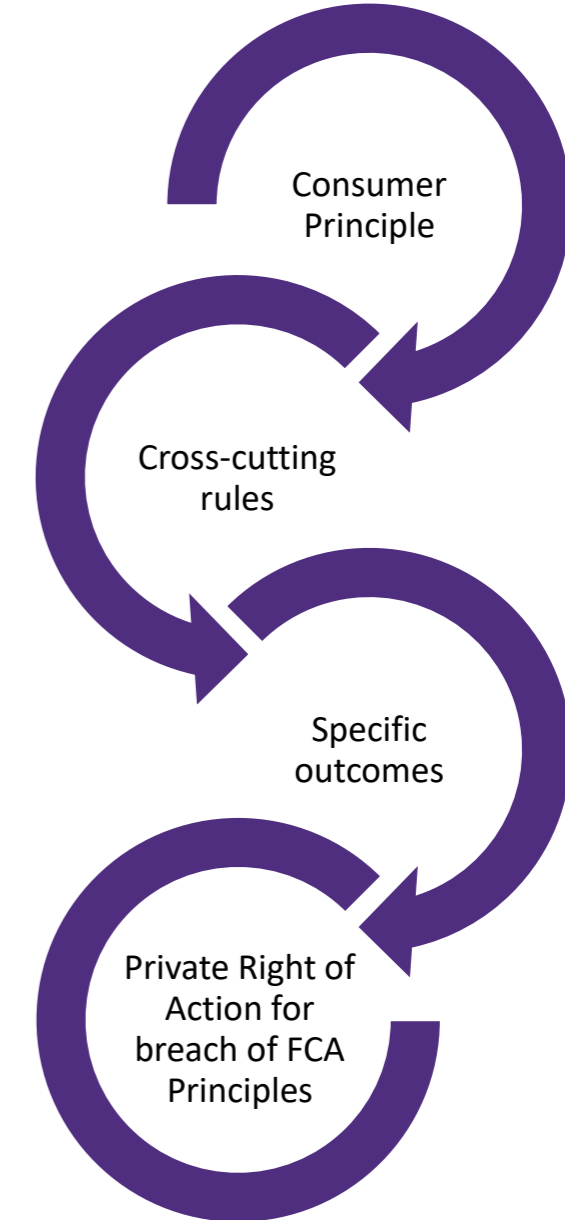 Consumer
Principle
Cross-cutting
rules
Specific
outcomes
Private Right of
Action for
breach of FCA
Principles